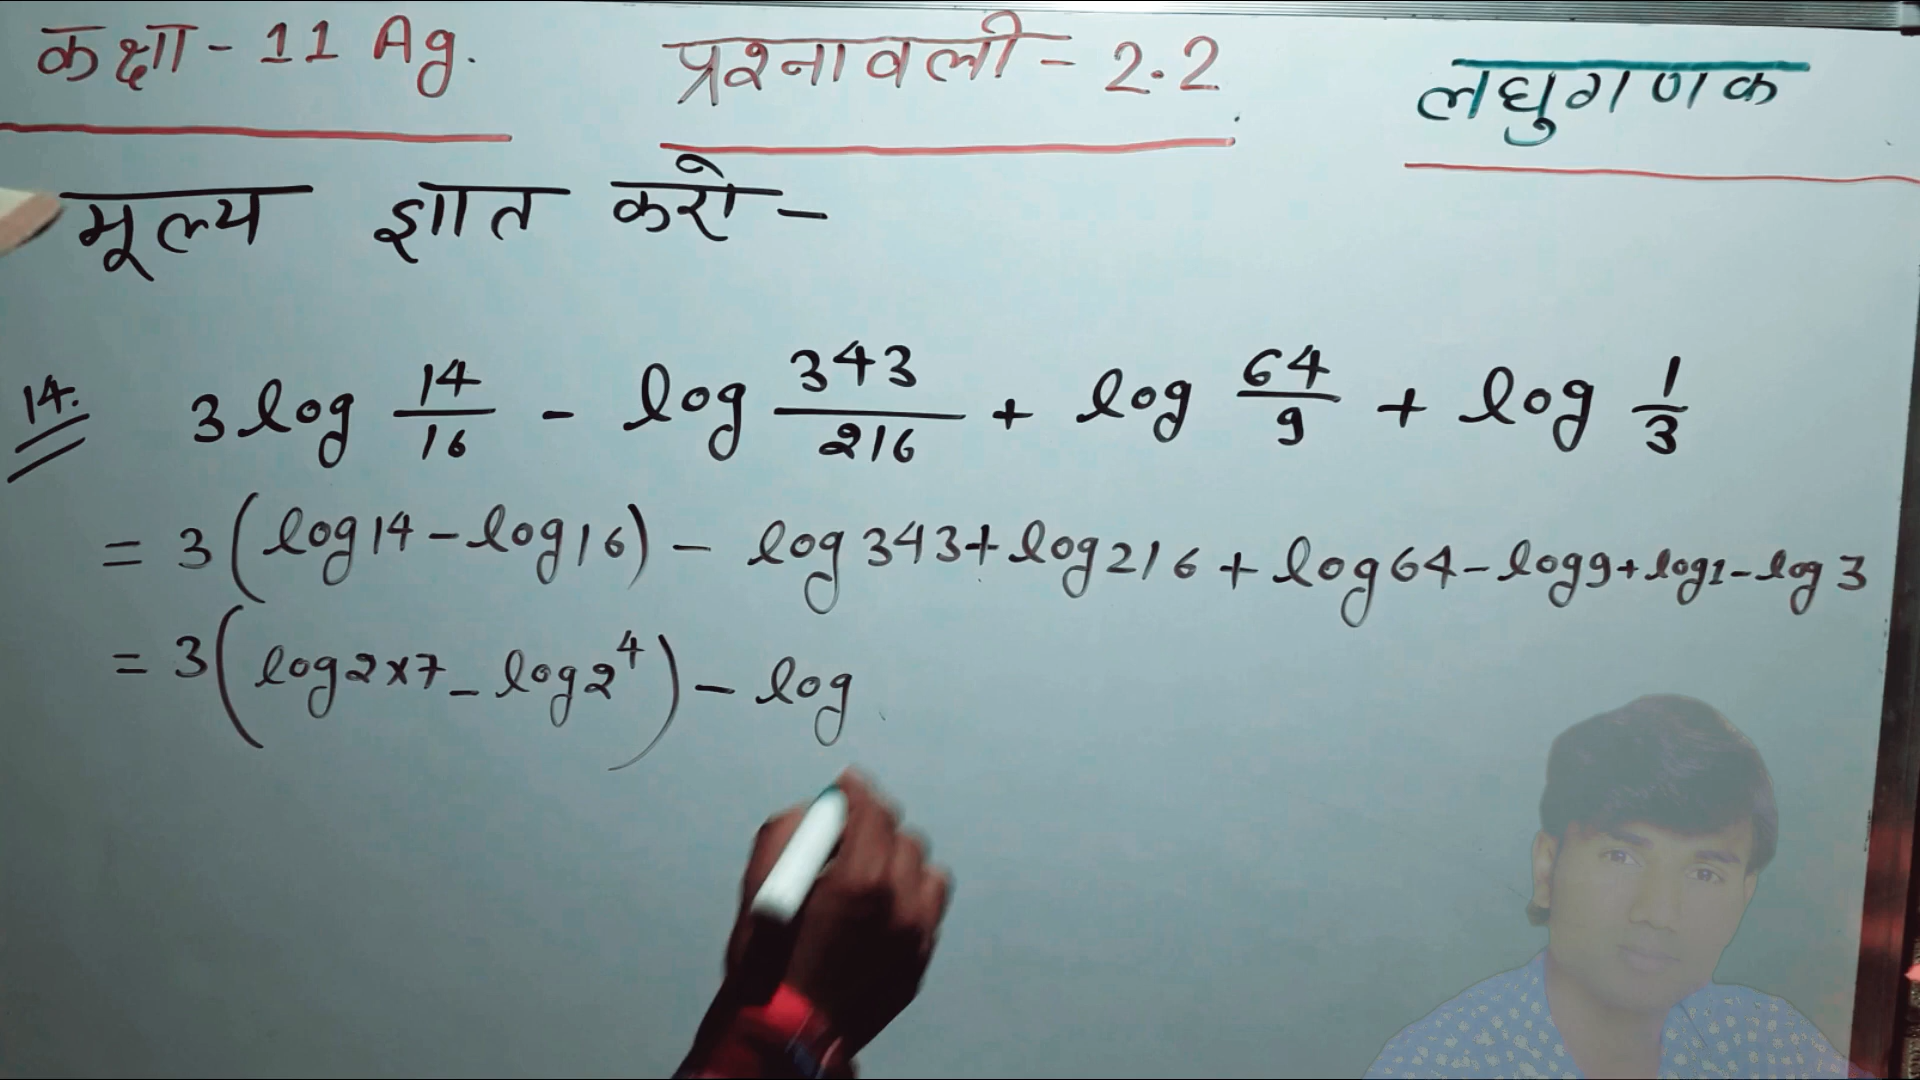 कक्षा - 11 Ag. प्रश्नावली - 2.2 लघुगणक
मूल्य ज्ञात करो -
14. 3 log 14/16 - log 343/216 + log 64/9 + log 1/3
= 3 (log 14 - log 16) - log 343 + log 216 + log 64 - log 9 + log 1 - log 3
= 3 (log 2×7 - log 2⁴) - log